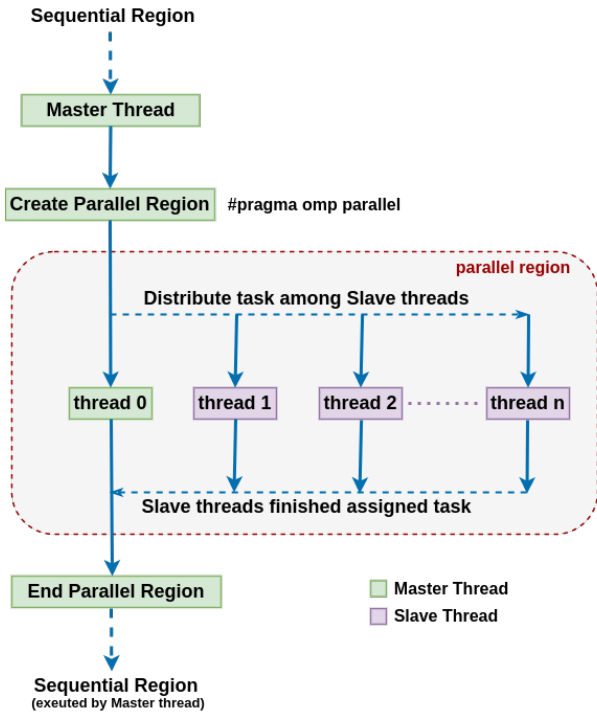 Sequential Region
Master Thread
Create Parallel Region
#pragma omp parallel
parallel region
Distribute task among Slave threads
thread 0
thread 1
thread 2
thread n
Slave threads finished assigned task
End Parallel Region
Master Thread
Slave Thread
Sequential Region
(exeuted by Master thread)